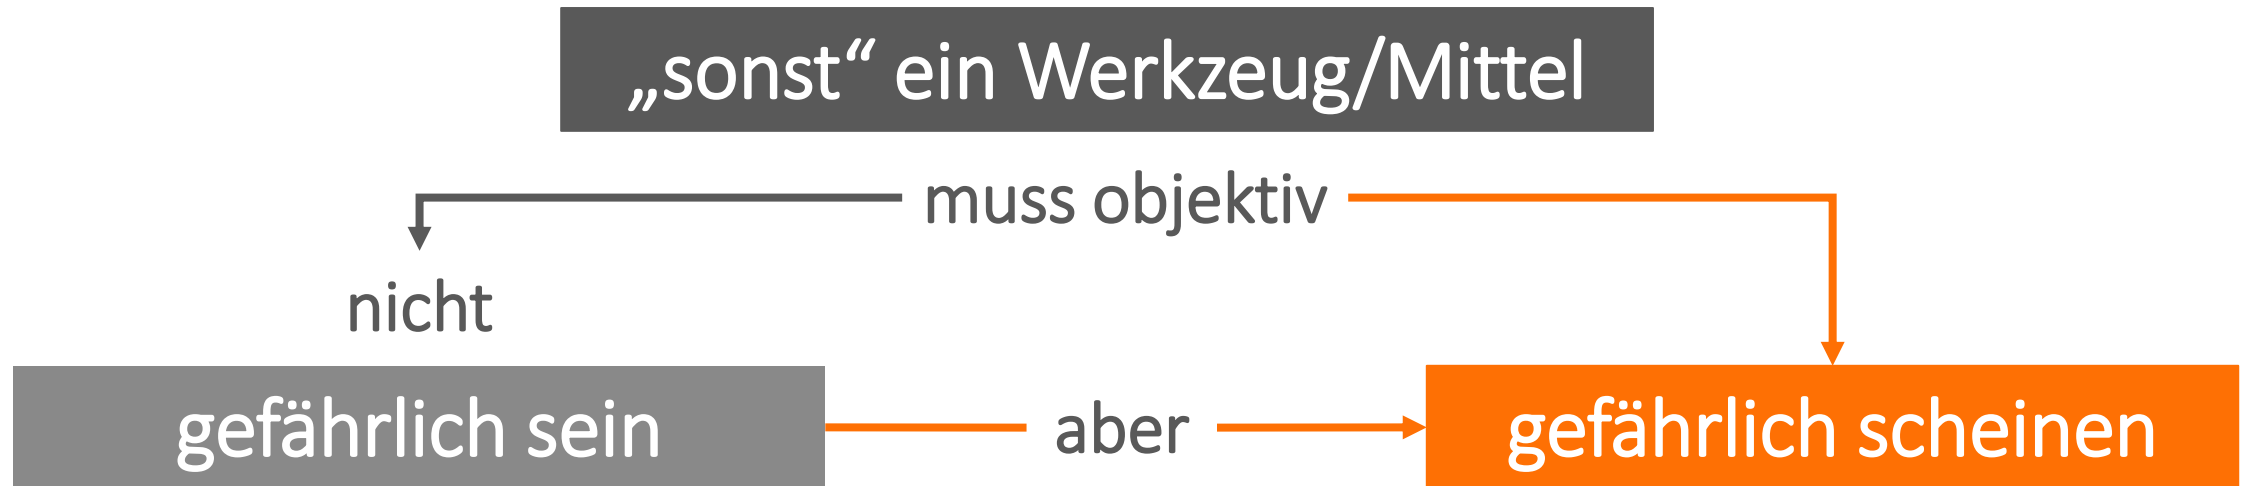 „sonst“ ein Werkzeug/Mittel
muss objektiv
nicht
gefährlich sein
aber
gefährlich scheinen